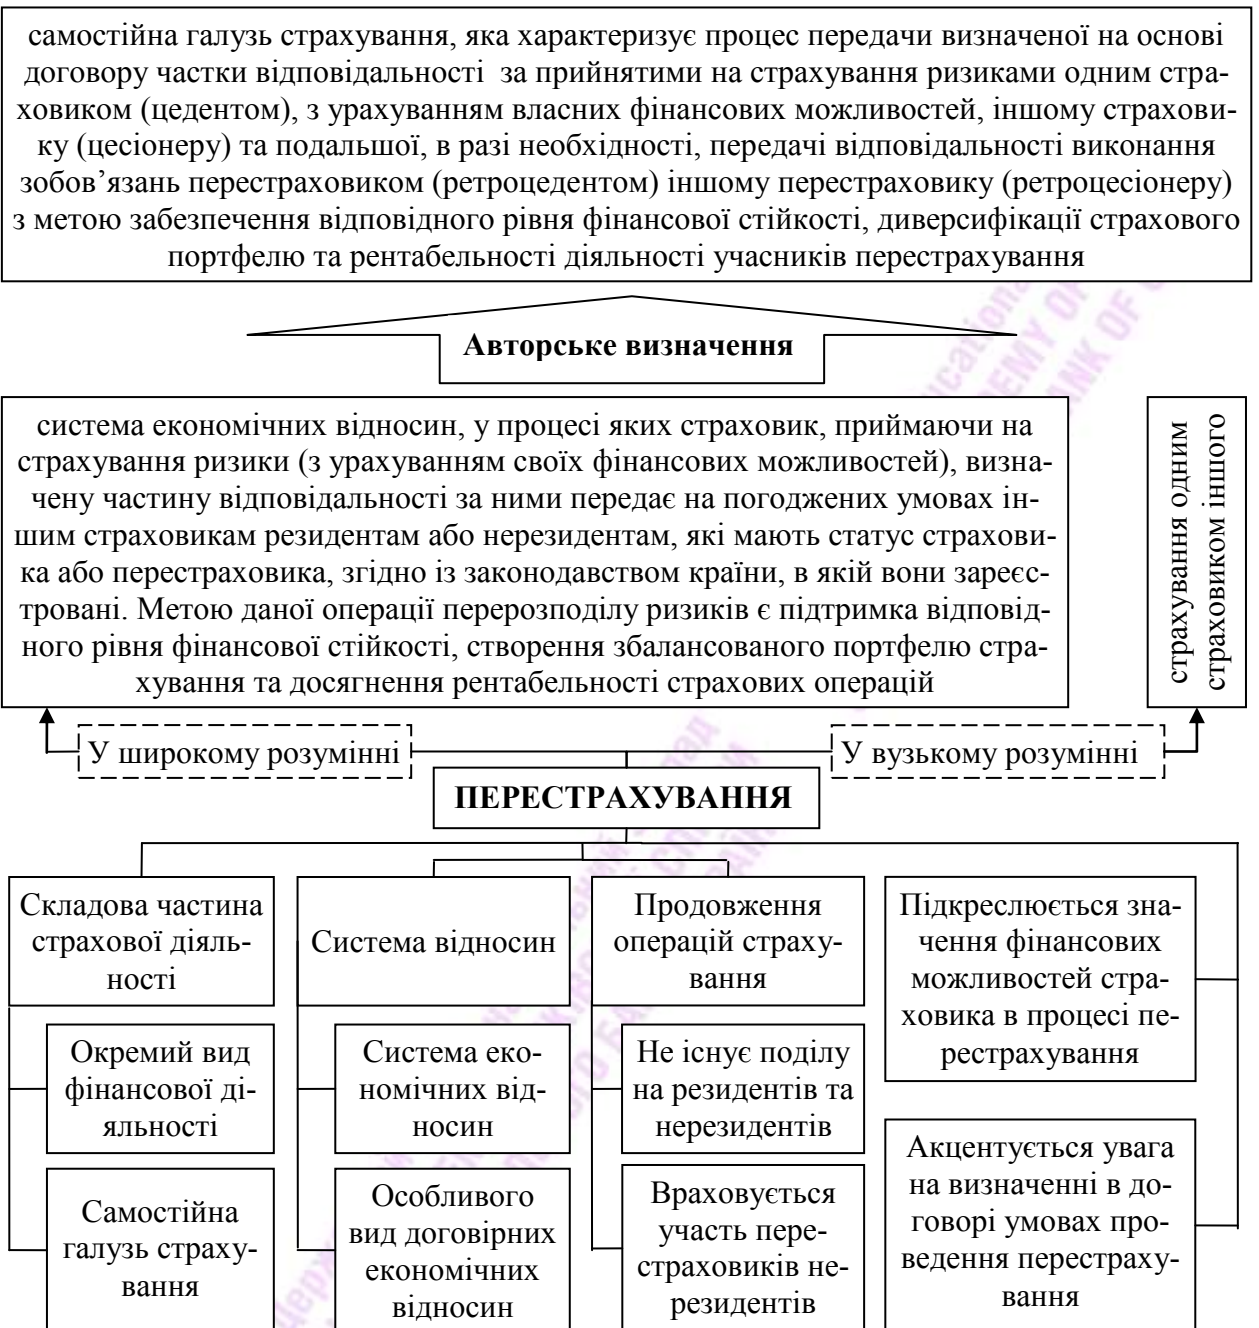 самостійна галузь страхування, яка характеризує процес передачи визначеної на основі
договору частки відповідальності за прийнятими на страхування ризиками одним стра-
ховиком (цедентом), з урахуванням власних фінансових можливостей, іншому страхови-
ку (цесіонеру) та подальшої, в разі необхідності, передачі відповідальності виконання
зобов’язань перестраховиком (ретроцедентом) іншому перестраховику (ретроцесіонеру)
з метою забезпечення відповідного рівня фінансової стійкості, диверсифікації страхового
портфелю та рентабельності діяльності учасників перестрахування
Авторське визначення
система економічних відносин, у процесі яких страховик, приймаючи на
страхування ризики (з урахуванням своїх фінансових можливостей), визна-
чену частину відповідальності за ними передає на погоджених умовах ін-
шим страховикам резидентам або нерезидентам, які мають статус страхови-
ка або перестраховика, згідно із законодавством країни, в якій вони зареєс-
тровані. Метою даної операції перерозподілу ризиків є підтримка відповід-
ного рівня фінансової стійкості, створення збалансованого портфелю стра-
хування та досягнення рентабельності страхових операцій
страхування одним
страховиком іншого
У широкому розумінні
У вузькому розумінні
ПЕРЕСТРАХУВАННЯ
Складова частина
страхової діяль-
ності
Окремий вид
фінансової ді-
яльності
Самостійна
галузь страху-
вання
Система відносин
Система еко-
номічних від-
носин
Особливого
вид договірних
економічних
відносин
Продовження
операцій страху-
вання
Не існує поділу
на резидентів та
нерезидентів
Враховується
участь пере-
страховиків не-
резидентів
Підкреслюється зна-
чення фінансових
можливостей стра-
ховика в процесі пе-
рестрахування
Акцентується увага
на визначенні в до-
говорі умовах про-
ведення перестраху-
вання